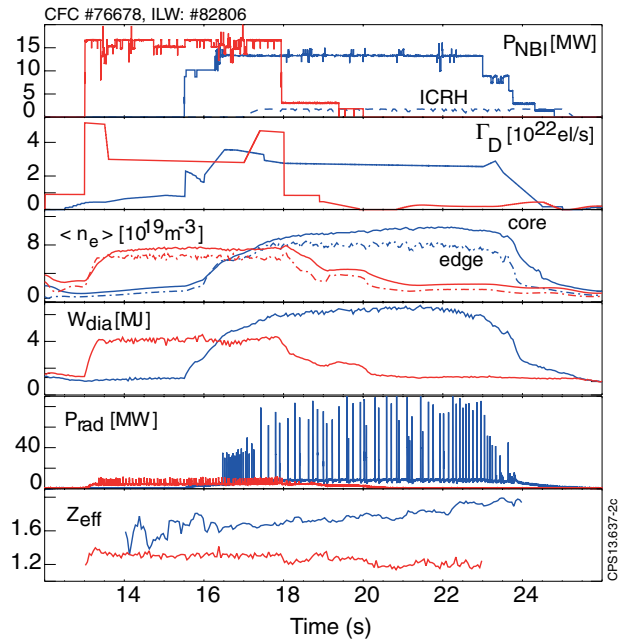 CFC #76678, ILW: #82806
15
10
5
0
P_NBI [MW]
ICRH
4
2
0
Γ_D [10^22 el/s]
< n_e > [10^19 m^-3]
8
4
0
core
edge
W_dia [MJ]
4
0
P_rad [MW]
40
0
Z_eff
1.6
1.2
14 16 18 20 22 24
Time (s)
CPS13.637-2c